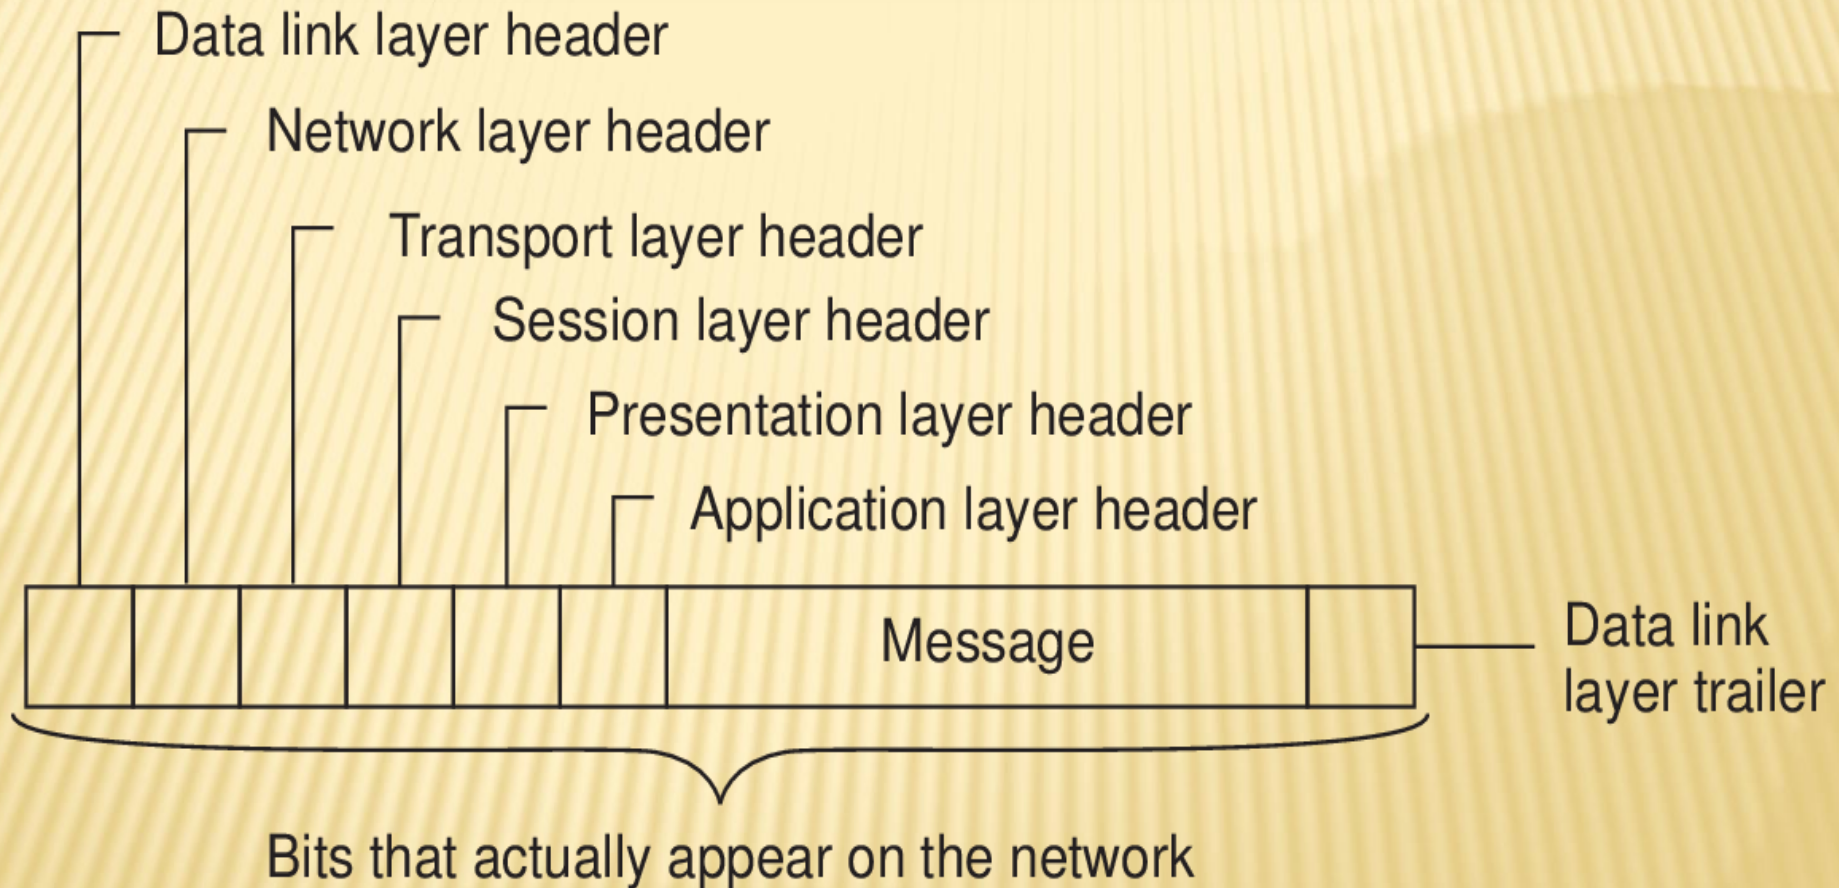 Data link layer header
Network layer header
Transport layer header
Session layer header
Presentation layer header
Application layer header
Message
Data link
layer trailer
Bits that actually appear on the network